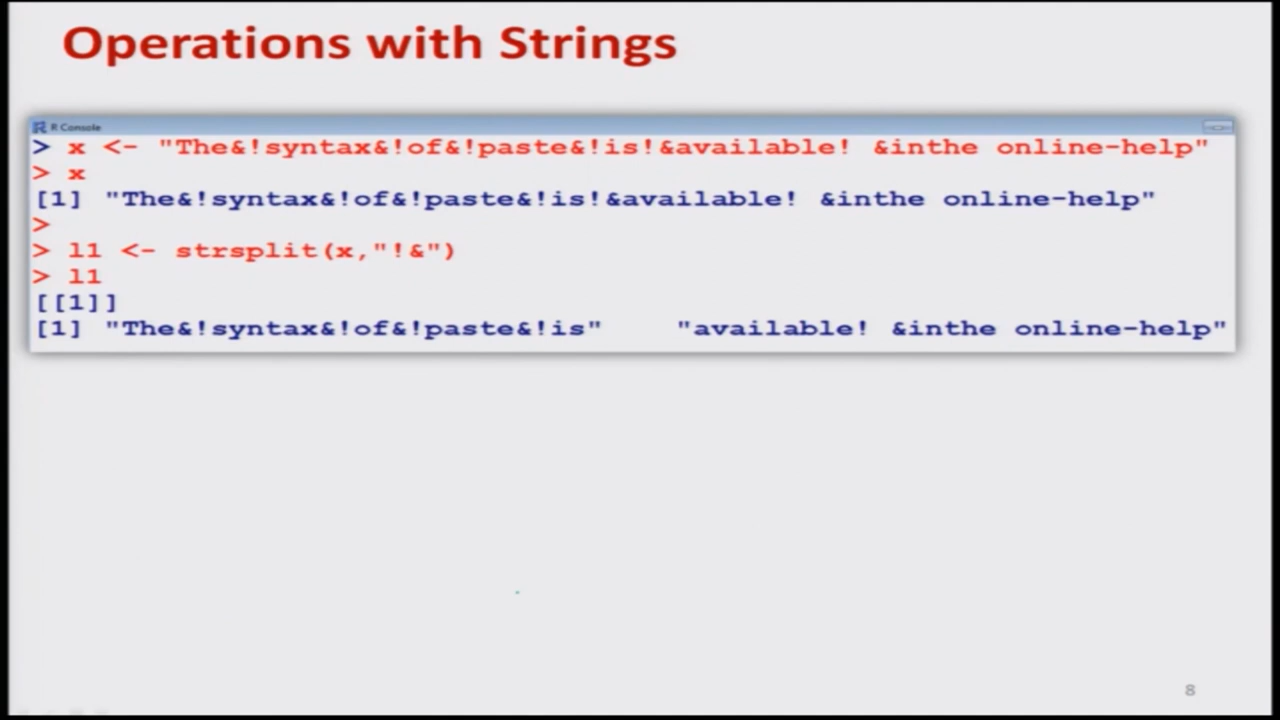 Operations with Strings
R Console
> x <- "The&!syntax&!of&!paste&!is!&available! &inthe online-help"
> x
[1] "The&!syntax&!of&!paste&!is!&available! &inthe online-help"
>
> l1 <- strsplit(x,"!&")
> l1
[[1]]
[1] "The&!syntax&!of&!paste&!is"    "available! &inthe online-help"
8